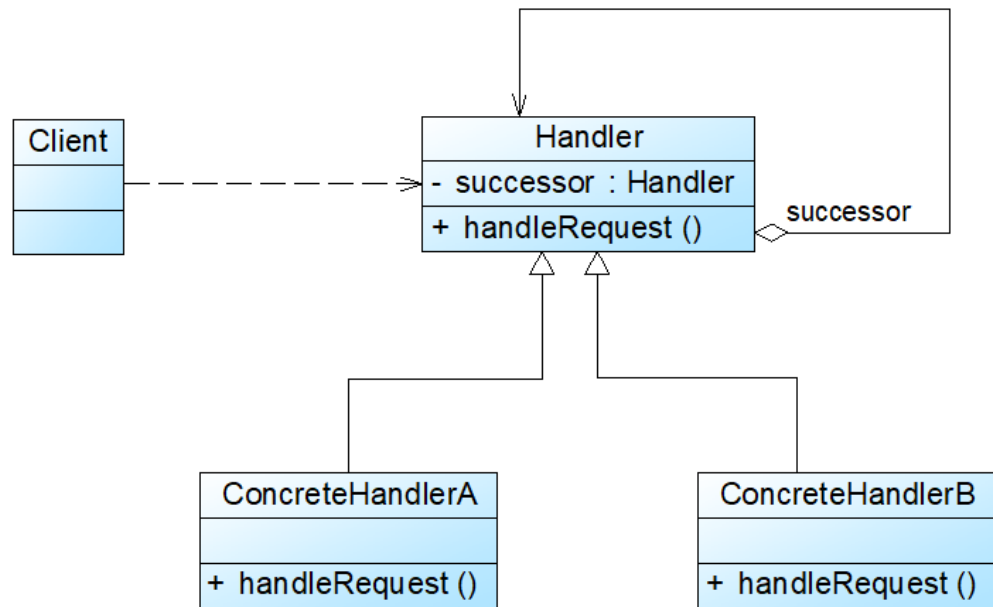 Client
Handler
- successor : Handler
+ handleRequest ()
successor
ConcreteHandlerA
+ handleRequest ()
ConcreteHandlerB
+ handleRequest ()